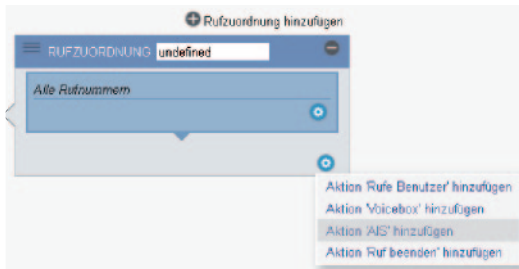 Rufzuordnung hinzufügen
RUFZUORDNUNG undefined
Alle Rufnummern
Aktion 'Rufe Benutzer' hinzufügen
Aktion 'Voicebox' hinzufügen
Aktion 'AIS' hinzufügen
Aktion 'Ruf beenden' hinzufügen